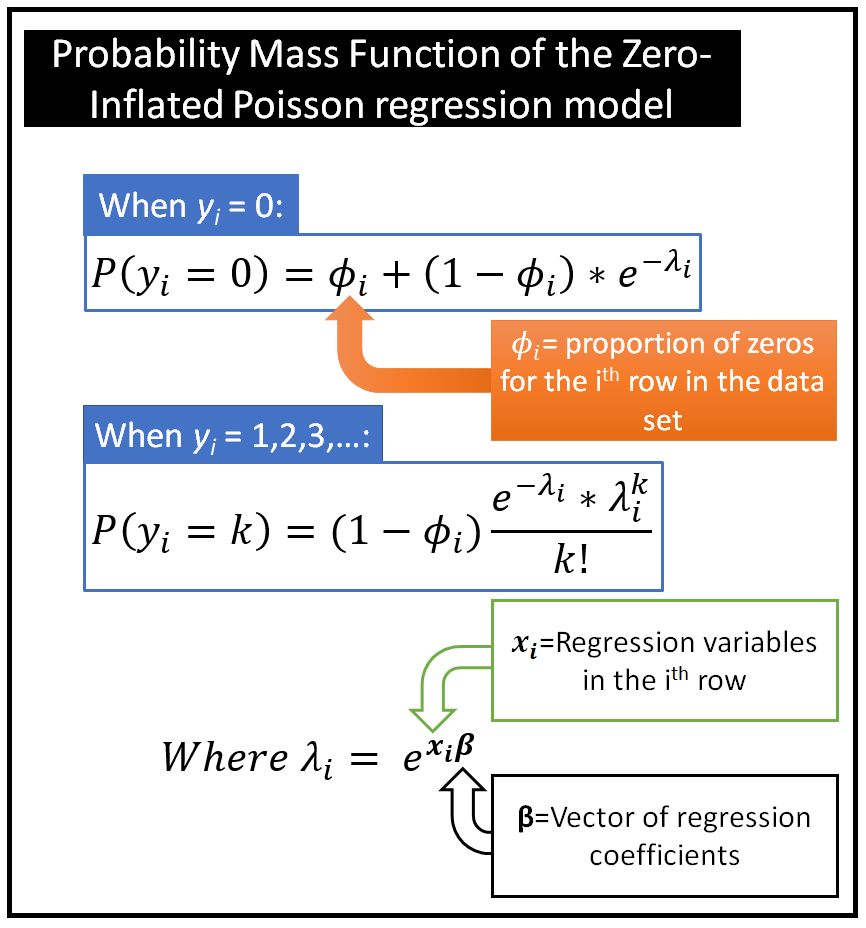 Probability Mass Function of the Zero-
Inflated Poisson regression model
When yᵢ = 0:
P(yᵢ = 0) = ϕᵢ + (1 − ϕᵢ) ∗ e^{−λᵢ}
ϕᵢ= proportion of zeros
for the iᵗʰ row in the data
set
When yᵢ = 1,2,3,…:
P(yᵢ = k) = (1 − ϕᵢ) \frac{e^{−λᵢ} ∗ λᵢ^k}{k!}
xᵢ=Regression variables
in the iᵗʰ row
Where λᵢ = e^{xᵢβ}
β=Vector of regression
coefficients